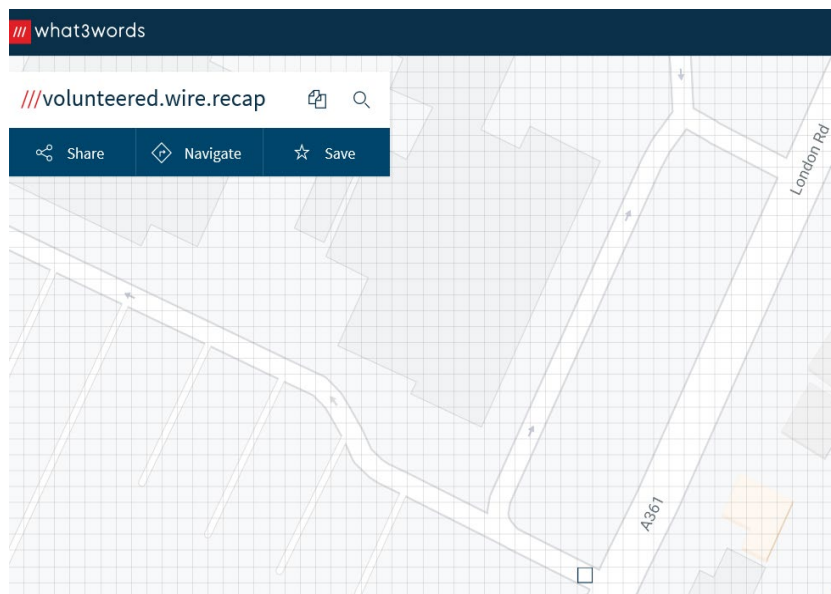 /// what3words
///volunteered.wire.recap
Share
Navigate
Save
London Rd
A361